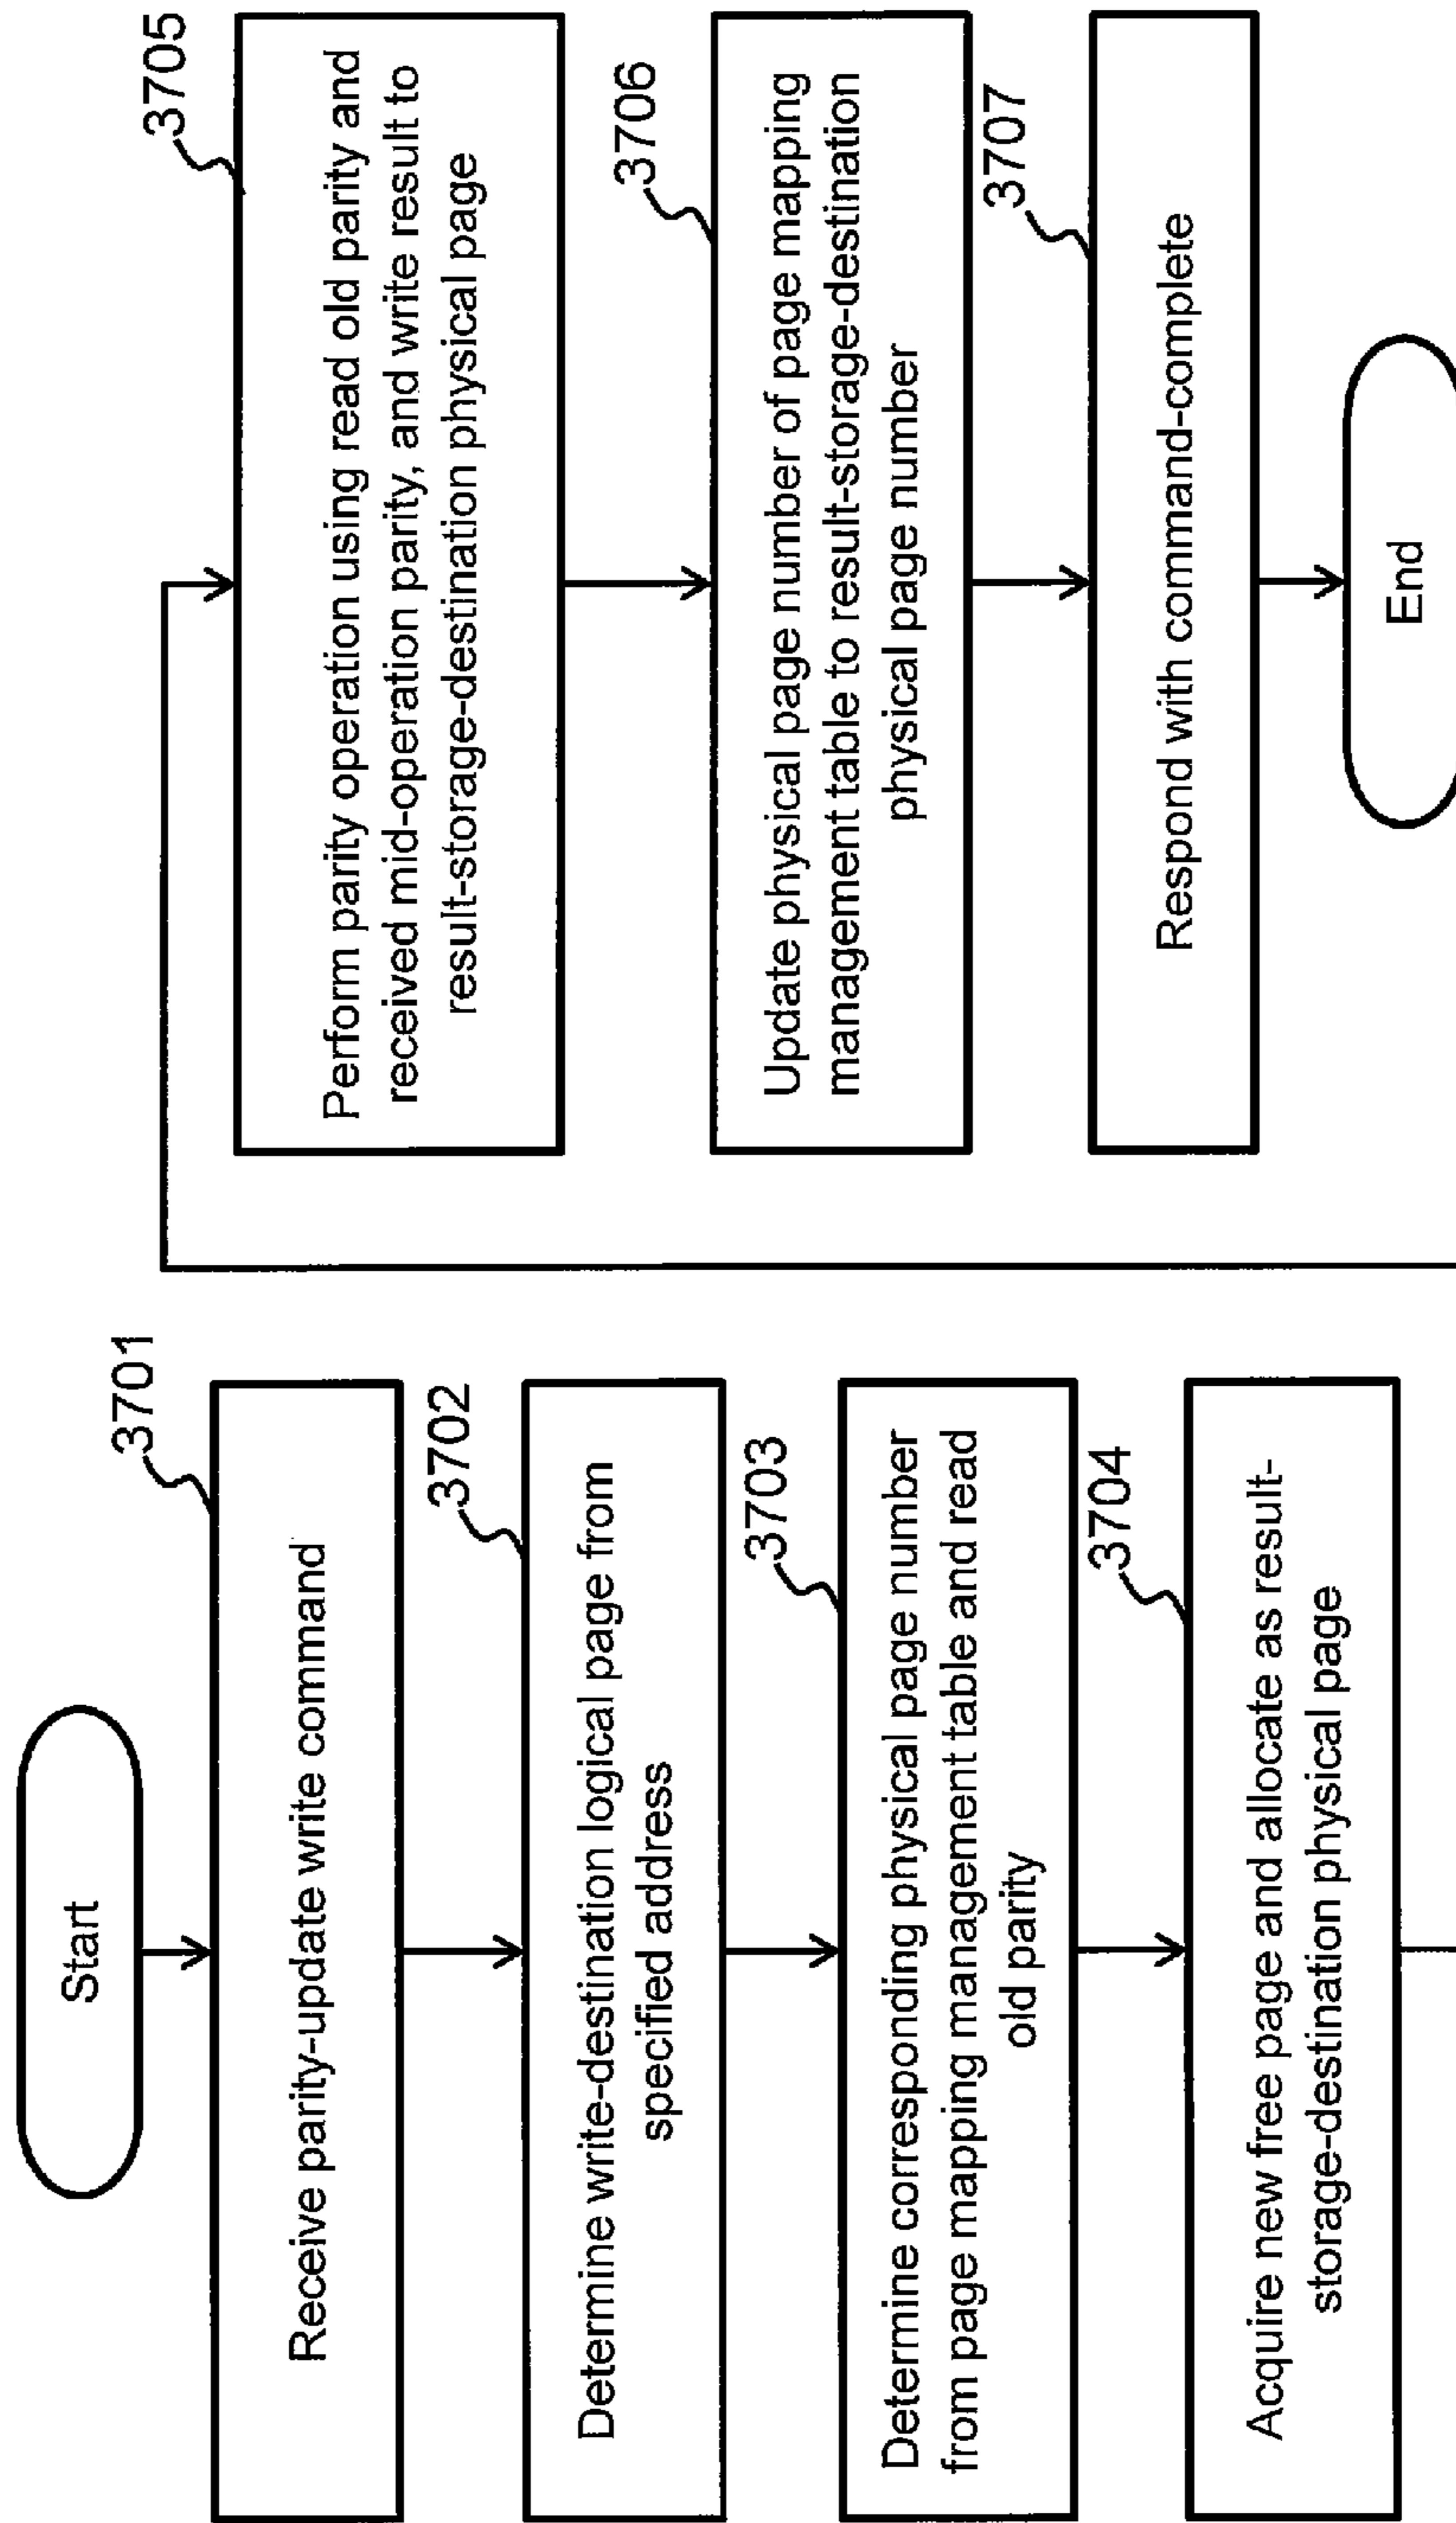 Start
3701
Receive parity-update write command
3702
Determine write-destination logical page from
specified address
3703
Determine corresponding physical page number
from page mapping management table and read
old parity
3704
Acquire new free page and allocate as result-
storage-destination physical page
3705
Perform parity operation using read old parity and
received mid-operation parity, and write result to
result-storage-destination physical page
3706
Update physical page number of page mapping
management table to result-storage-destination
physical page number
3707
Respond with command-complete
End